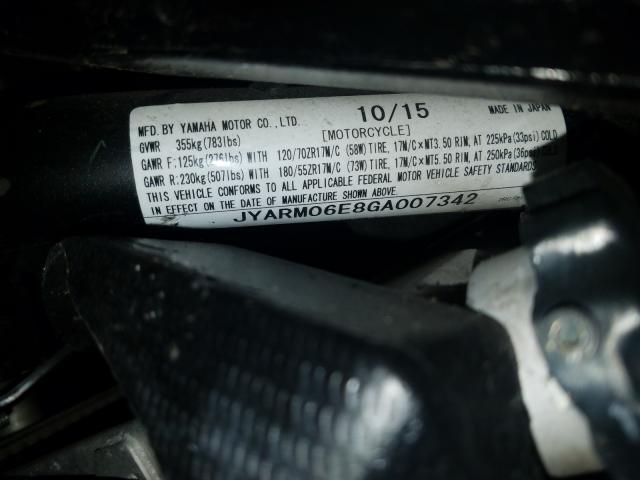 MFD.BY YAMAHA MOTOR CO.,LTD. 10/15 MADE IN JAPAN
GVWR 355kg(783lbs) [MOTORCYCLE]
GAWR F:125kg(276lbs) WITH 120/70ZR17M/C (58W) TIRE, 17M/C×MT3.50 RIM, AT 225kPa(33psi) COLD
GAWR R:230kg(507lbs) WITH 180/55ZR17M/C (73W) TIRE, 17M/C×MT5.50 RIM, AT 250kPa(36psi)
THIS VEHICLE CONFORMS TO ALL APPLICABLE FEDERAL MOTOR VEHICLE SAFETY STANDARDS
IN EFFECT ON THE DATE OF MANUFACTURE SHOWN ABOVE.
JYARM06E8GA007342